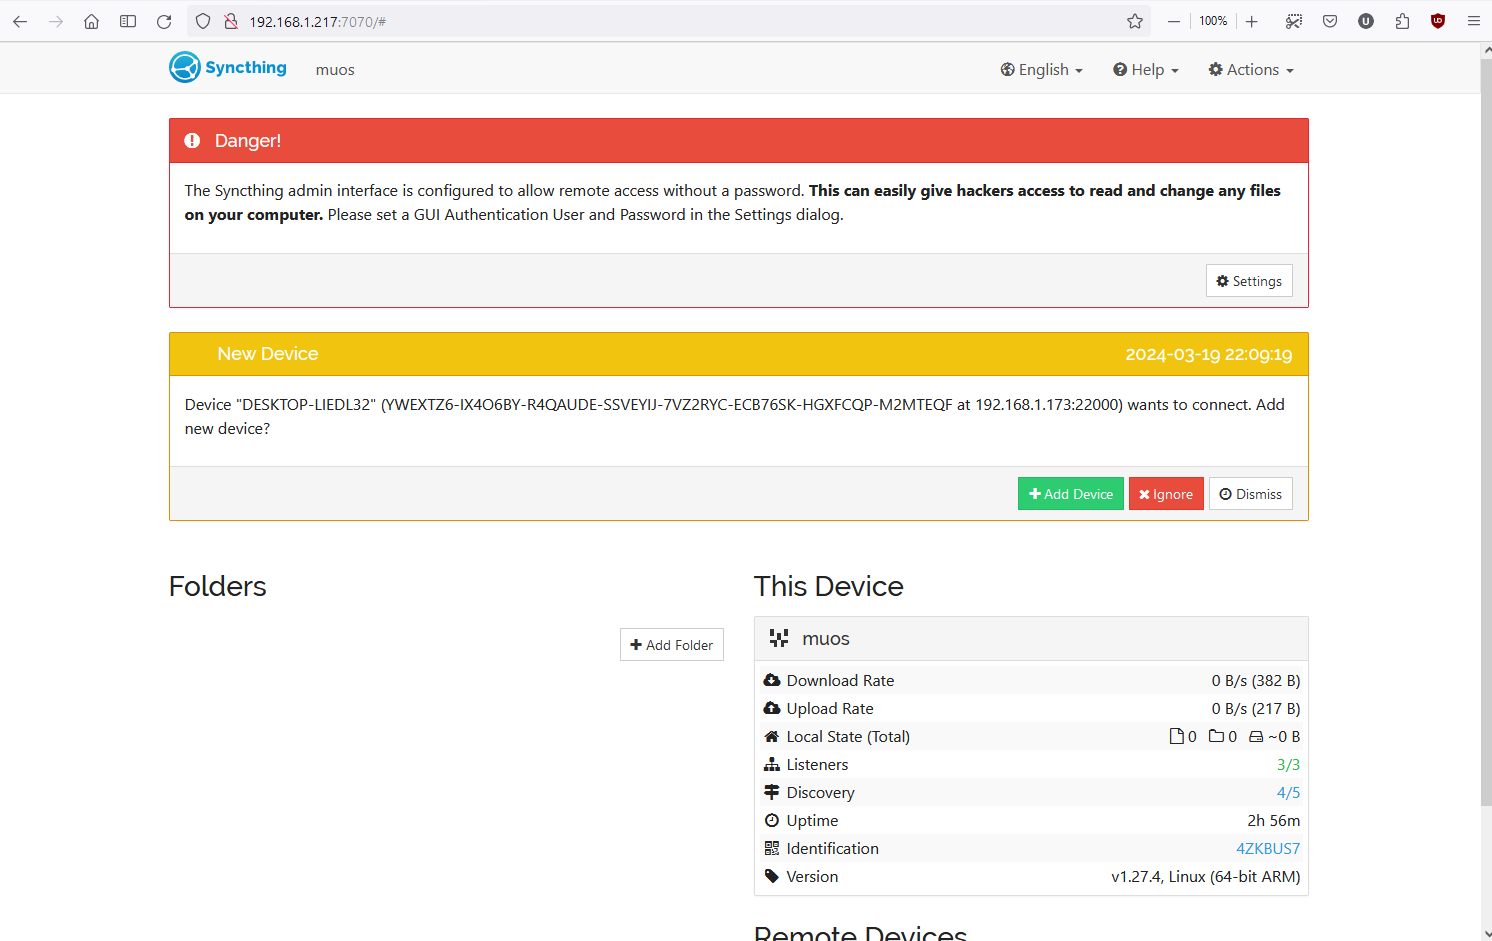 192.168.1.217:7070/#
100%
Syncthing
muos
English
Help
Actions
Danger!
The Syncthing admin interface is configured to allow remote access without a password. This can easily give hackers access to read and change any files
on your computer. Please set a GUI Authentication User and Password in the Settings dialog.
Settings
New Device
2024-03-19 22:09:19
Device "DESKTOP-LIEDL32" (YWEXTZ6-IX4O6BY-R4QAUDE-SSVEYIJ-7VZ2RYC-ECB76SK-HGXFCQP-M2MTEQF at 192.168.1.173:22000) wants to connect. Add
new device?
Add Device
Ignore
Dismiss
Folders
Add Folder
This Device
muos
Download Rate 0 B/s (382 B)
Upload Rate 0 B/s (217 B)
Local State (Total) 0 0 ~0 B
Listeners 3/3
Discovery 4/5
Uptime 2h 56m
Identification 4ZKBUS7
Version v1.27.4, Linux (64-bit ARM)
Remote Devices